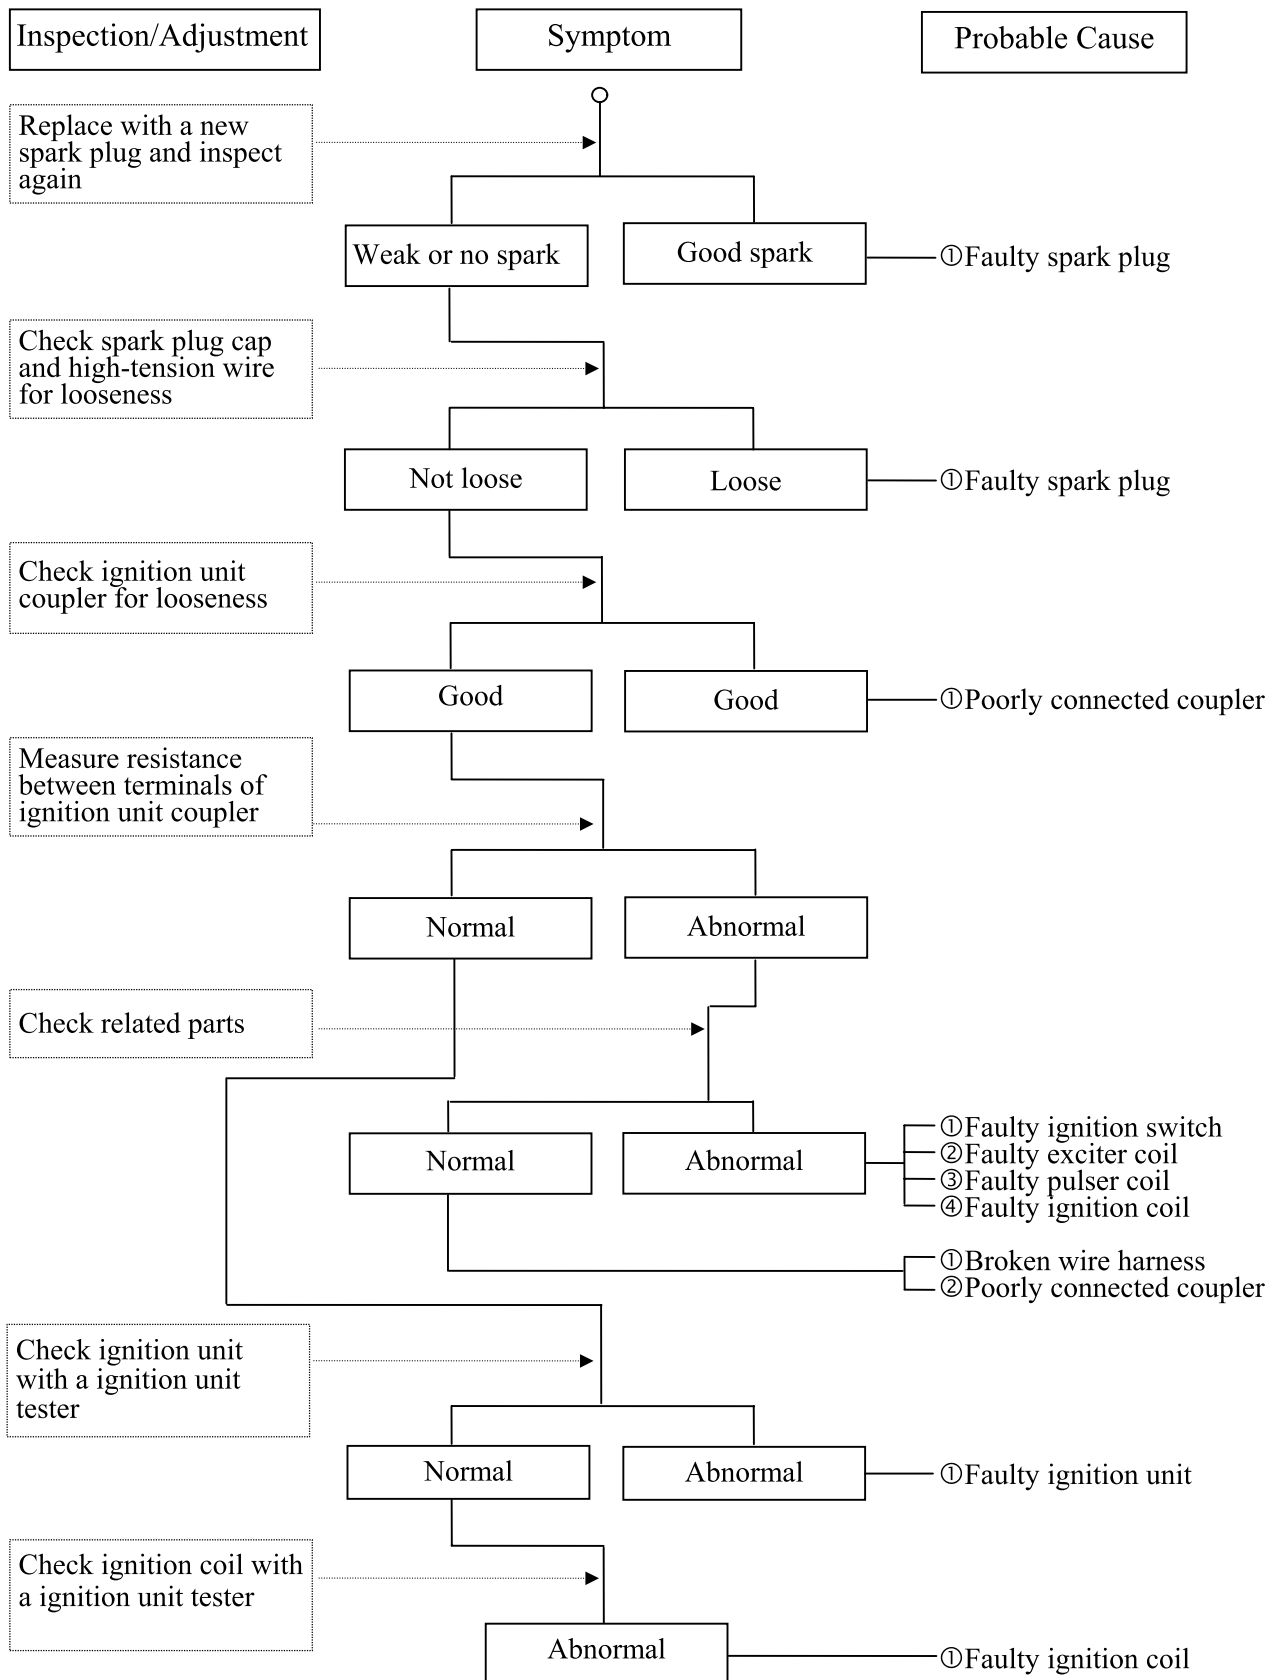 Inspection/Adjustment
Symptom
Probable Cause
Replace with a new
spark plug and inspect
again
Weak or no spark
Good spark
①Faulty spark plug
Check spark plug cap
and high-tension wire
for looseness
Not loose
Loose
①Faulty spark plug
Check ignition unit
coupler for looseness
Good
Good
①Poorly connected coupler
Measure resistance
between terminals of
ignition unit coupler
Normal
Abnormal
Check related parts
Normal
Abnormal
①Faulty ignition switch
②Faulty exciter coil
③Faulty pulser coil
④Faulty ignition coil
①Broken wire harness
②Poorly connected coupler
Check ignition unit
with a ignition unit
tester
Normal
Abnormal
①Faulty ignition unit
Check ignition coil with
a ignition unit tester
Abnormal
①Faulty ignition coil